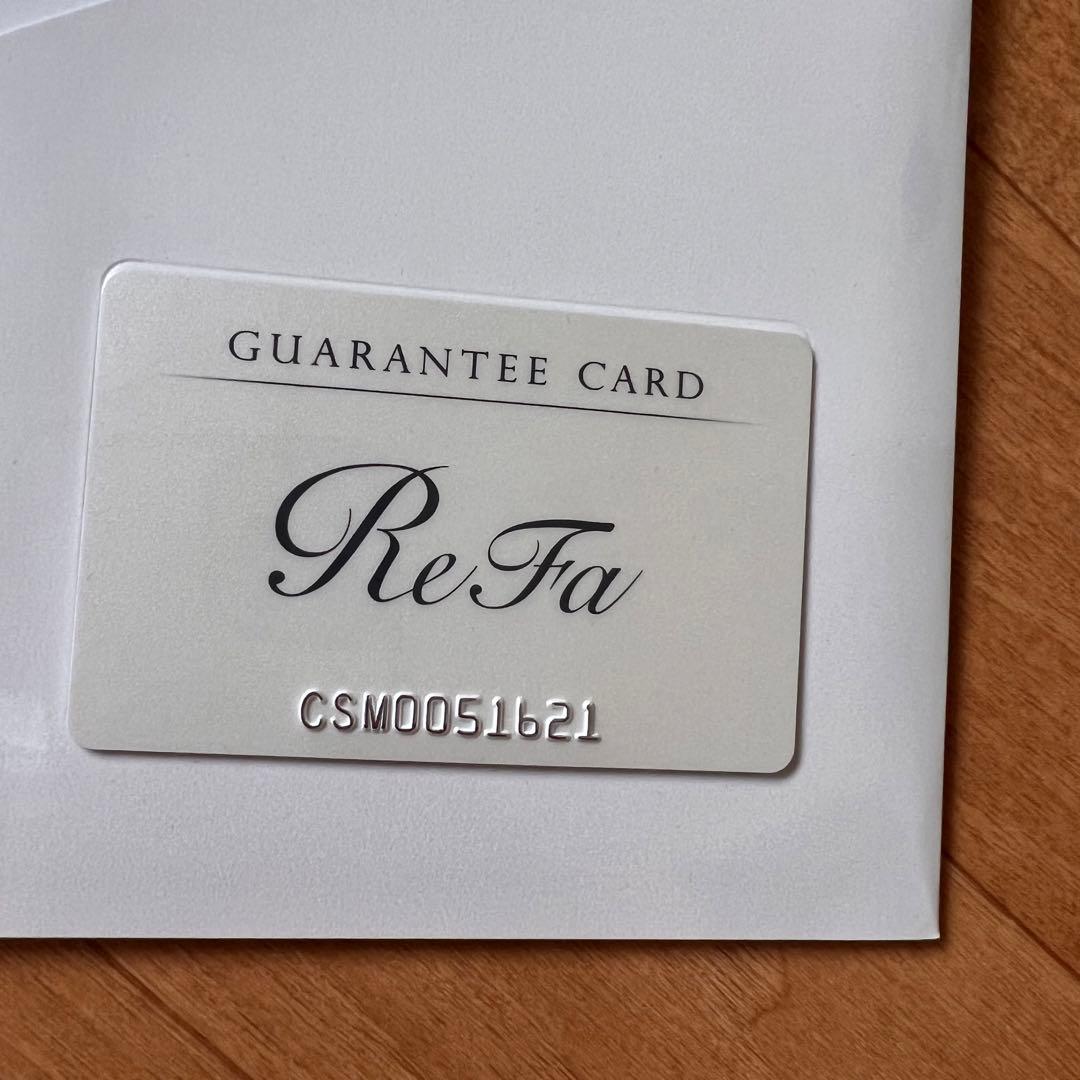 GUARANTEE CARD
ReFa
CSM0051621